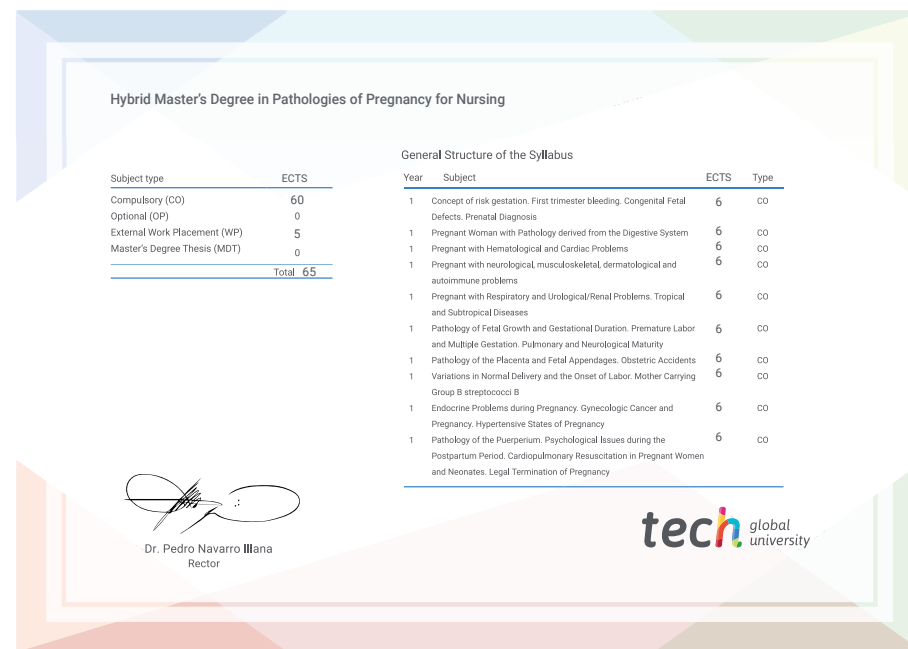 Hybrid Master's Degree in Pathologies of Pregnancy for Nursing
Subject type ECTS
Compulsory (CO) 60
Optional (OP) 0
External Work Placement (WP) 5
Master's Degree Thesis (MDT) 0
Total 65
General Structure of the Syllabus
Year Subject ECTS Type
1 Concept of risk gestation. First trimester bleeding. Congenital Fetal 6 CO
Defects. Prenatal Diagnosis
1 Pregnant Woman with Pathology derived from the Digestive System 6 CO
1 Pregnant with Hematological and Cardiac Problems 6 CO
1 Pregnant with neurological, musculoskeletal, dermatological and 6 CO
autoimmune problems
1 Pregnant with Respiratory and Urological/Renal Problems. Tropical 6 CO
and Subtropical Diseases
1 Pathology of Fetal Growth and Gestational Duration. Premature Labor 6 CO
and Multiple Gestation. Pulmonary and Neurological Maturity
1 Pathology of the Placenta and Fetal Appendages. Obstetric Accidents 6 CO
1 Variations in Normal Delivery and the Onset of Labor. Mother Carrying 6 CO
Group B streptococci B
1 Endocrine Problems during Pregnancy. Gynecologic Cancer and 6 CO
Pregnancy. Hypertensive States of Pregnancy
1 Pathology of the Puerperium. Psychological Issues during the 6 CO
Postpartum Period. Cardiopulmonary Resuscitation in Pregnant Women
and Neonates. Legal Termination of Pregnancy
Dr. Pedro Navarro Illana
Rector
tech global
university